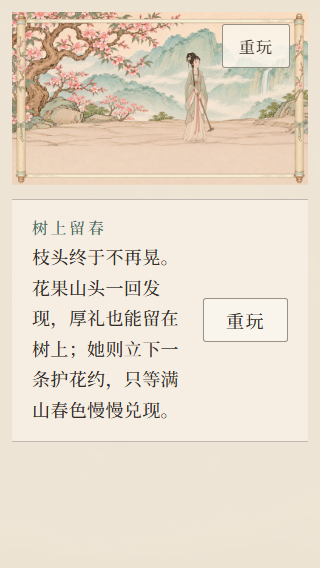 重玩
树上留春
枝头终于不再晃。
花果山头一回发
现，厚礼也能留在
树上；她则立下一
条护花约，只等满
山春色慢慢兑现。
重玩